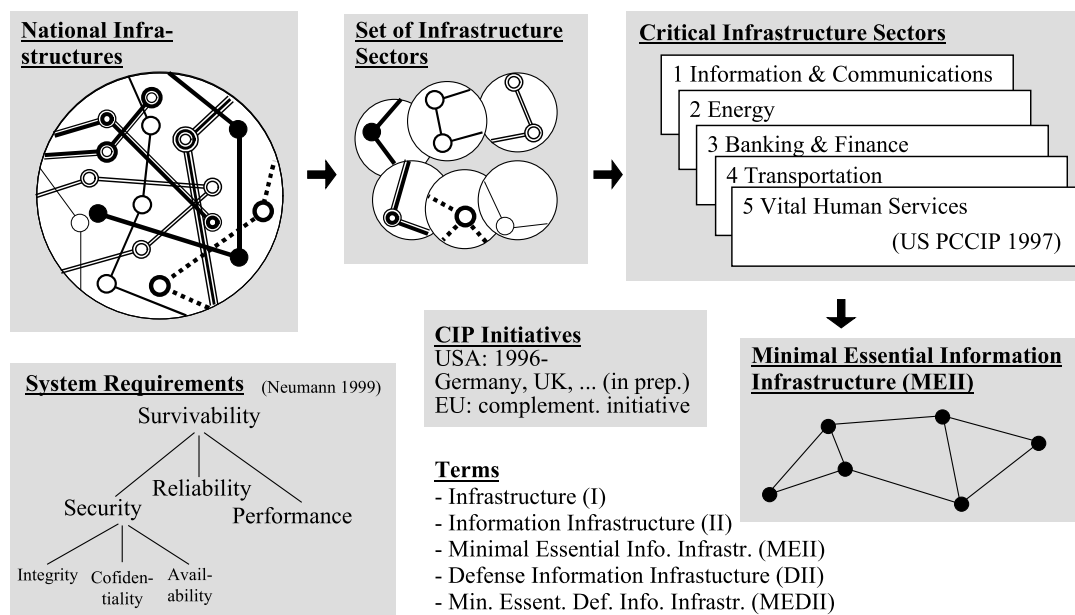 National Infra-
structures
Set of Infrastructure
Sectors
Critical Infrastructure Sectors
1 Information & Communications
2 Energy
3 Banking & Finance
4 Transportation
5 Vital Human Services
(US PCCIP 1997)
CIP Initiatives
USA: 1996-
Germany, UK, ... (in prep.)
EU: complement. initiative
Minimal Essential Information
Infrastructure (MEII)
System Requirements (Neumann 1999)
Survivability
Reliability
Security
Performance
Integrity
Cofiden-
tiality
Avail-
ability
Terms
- Infrastructure (I)
- Information Infrastructure (II)
- Minimal Essential Info. Infrastr. (MEII)
- Defense Information Infrastucture (DII)
- Min. Essent. Def. Info. Infrastr. (MEDII)